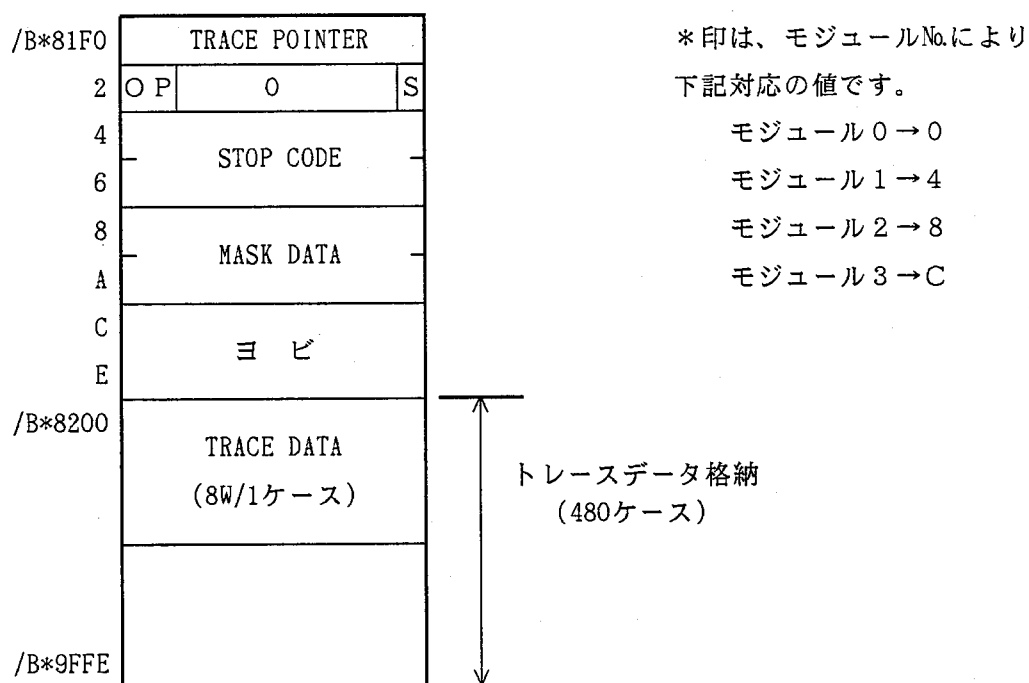 /B*81F0 TRACE POINTER
2 OP 0 S
4
STOP CODE
6
8
MASK DATA
A
C
ヨ ビ
E
/B*8200
TRACE DATA
(8W/1ケース)
/B*9FFE
トレースデータ格納
(480ケース)
*印は、モジュール№により
下記対応の値です。
モジュール0→0
モジュール1→4
モジュール2→8
モジュール3→C